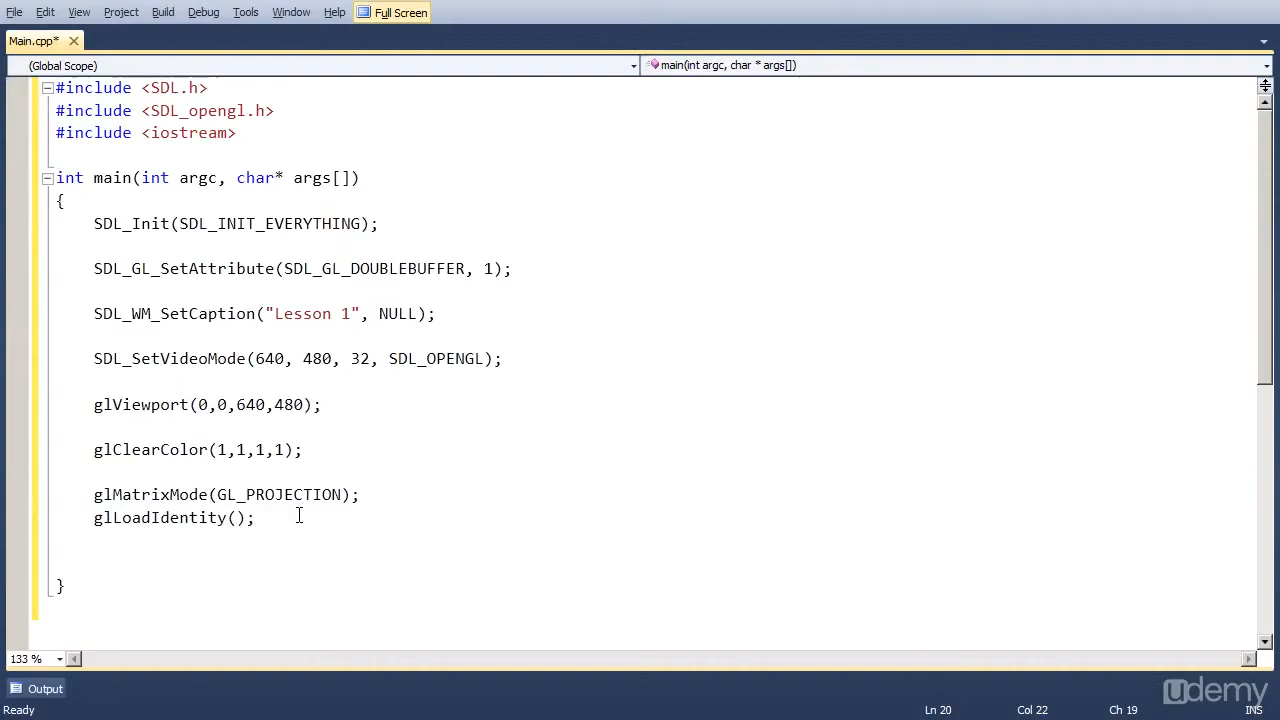 File Edit View Project Build Debug Tools Window Help Full Screen
Main.cpp*
(Global Scope) main(int argc, char * args[])
#include <SDL.h>
#include <SDL_opengl.h>
#include <iostream>
int main(int argc, char* args[])
{
SDL_Init(SDL_INIT_EVERYTHING);
SDL_GL_SetAttribute(SDL_GL_DOUBLEBUFFER, 1);
SDL_WM_SetCaption("Lesson 1", NULL);
SDL_SetVideoMode(640, 480, 32, SDL_OPENGL);
glViewport(0,0,640,480);
glClearColor(1,1,1,1);
glMatrixMode(GL_PROJECTION);
glLoadIdentity();
}
133 %
Output
udemy
Ready Ln 20 Col 22 Ch 19 INS